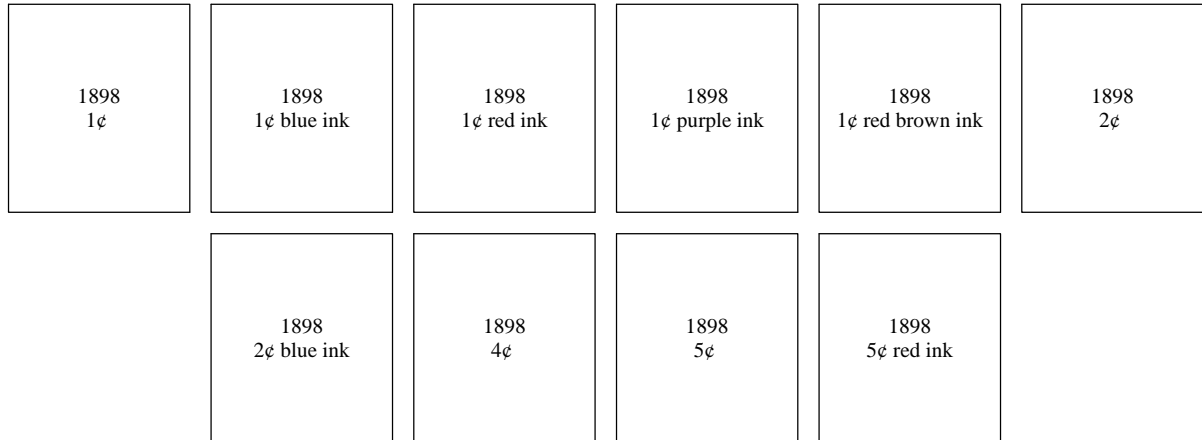 1898
1¢
1898
1¢ blue ink
1898
1¢ red ink
1898
1¢ purple ink
1898
1¢ red brown ink
1898
2¢
1898
2¢ blue ink
1898
4¢
1898
5¢
1898
5¢ red ink